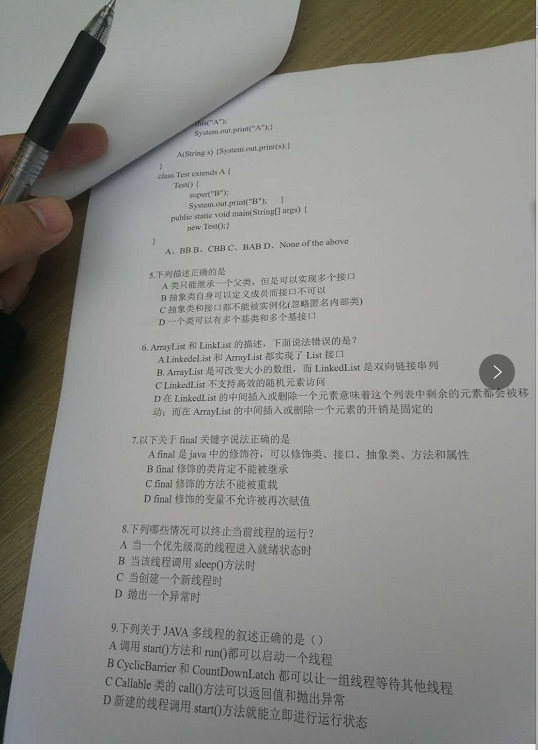 this("A");
System.out.print("A");}
A(String s) {System.out.print(s);}
}
class Test extends A {
Test() {
super("B");
System.out.print("B"); }
public static void main(String[] args) {
new Test();}
}
A、BB B、CBB C、BAB D、None of the above
5.下列描述正确的是
A 类只能继承一个父类，但是可以实现多个接口
B 抽象类自身可以定义成员而接口不可以
C 抽象类和接口都不能被实例化(忽略匿名内部类)
D 一个类可以有多个基类和多个基接口
6. ArrayList 和 LinkList 的描述，下面说法错误的是？
A LinkedeList 和 ArrayList 都实现了 List 接口
B. ArrayList 是可改变大小的数组，而 LinkedList 是双向链接串列
C LinkedList 不支持高效的随机元素访问
D 在 LinkedList 的中间插入或删除一个元素意味着这个列表中剩余的元素都会被移
动；而在 ArrayList 的中间插入或删除一个元素的开销是固定的
7.以下关于 final 关键字说法正确的是
A final 是 java 中的修饰符，可以修饰类、接口、抽象类、方法和属性
B final 修饰的类肯定不能被继承
C final 修饰的方法不能被重载
D final 修饰的变量不允许被再次赋值
8.下列哪些情况可以终止当前线程的运行？
A 当一个优先级高的线程进入就绪状态时
B 当该线程调用 sleep()方法时
C 当创建一个新线程时
D 抛出一个异常时
9.下列关于 JAVA 多线程的叙述正确的是（）
A 调用 start()方法和 run()都可以启动一个线程
B CyclicBarrier 和 CountDownLatch 都可以让一组线程等待其他线程
C Callable 类的 call()方法可以返回值和抛出异常
D 新建的线程调用 start()方法就能立即进行运行状态